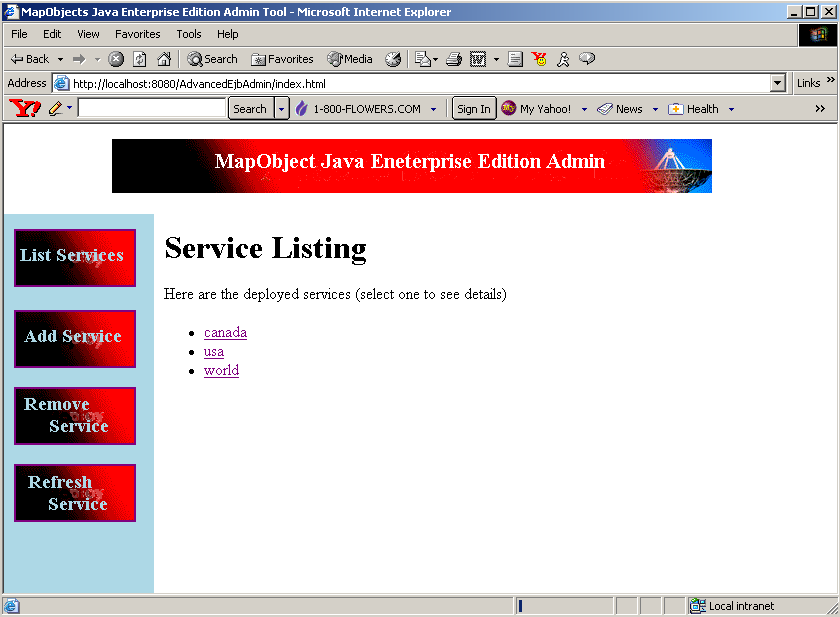 MapObjects Java Enterprise Edition Admin Tool - Microsoft Internet Explorer
File Edit View Favorites Tools Help
Back Search Favorites Media
Address http://localhost:8080/AdvancedEjbAdmin/index.html Links »
Y! Search 1-800-FLOWERS.COM Sign In My My Yahoo! News Health »
MapObject Java Eneterprise Edition Admin
List Services
Add Service
Remove
Service
Refresh
Service
Service Listing
Here are the deployed services (select one to see details)
canada
usa
world
Local intranet